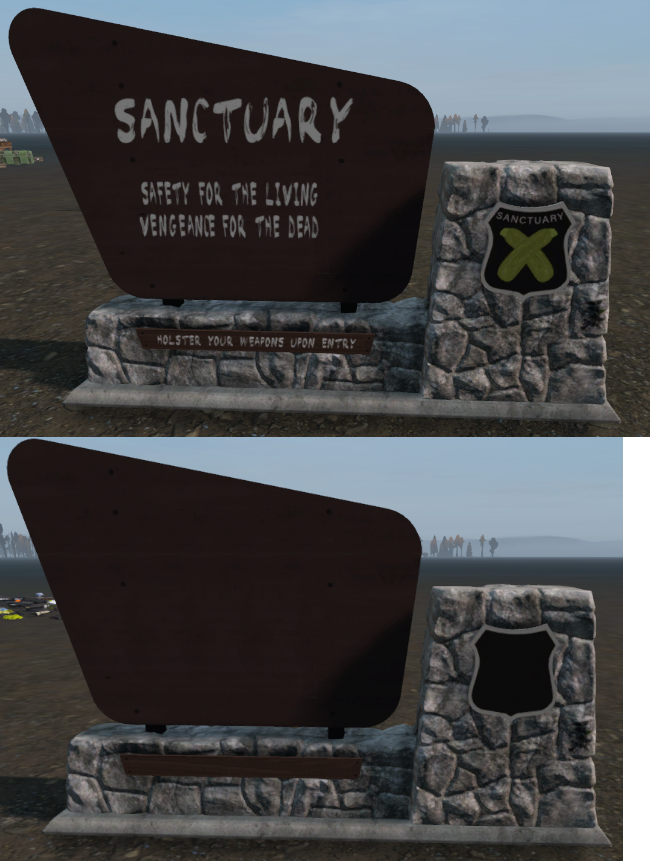 SANCTUARY
SAFETY FOR THE LIVING
VENGEANCE FOR THE DEAD
SANCTUARY
HOLSTER YOUR WEAPONS UPON ENTRY